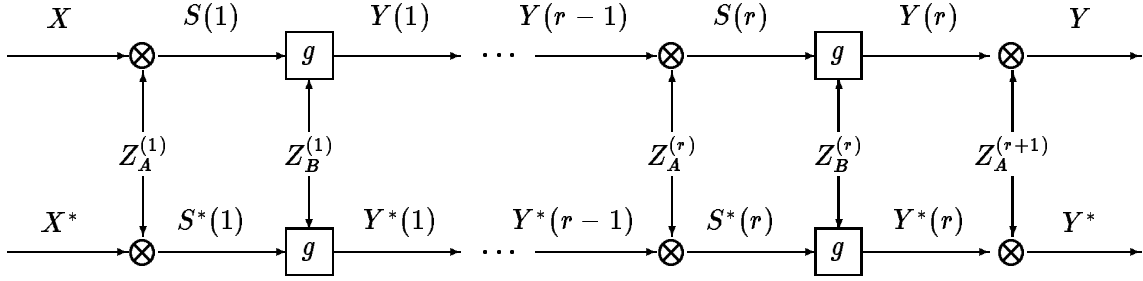 X S(1) Y(1) Y(r − 1) S(r) Y(r) Y
⊗ g ··· ⊗ g ⊗
Z_A^{(1)} Z_B^{(1)} Z_A^{(r)} Z_B^{(r)} Z_A^{(r+1)}
X* S*(1) Y*(1) Y*(r − 1) S*(r) Y*(r) Y*
⊗ g ··· ⊗ g ⊗